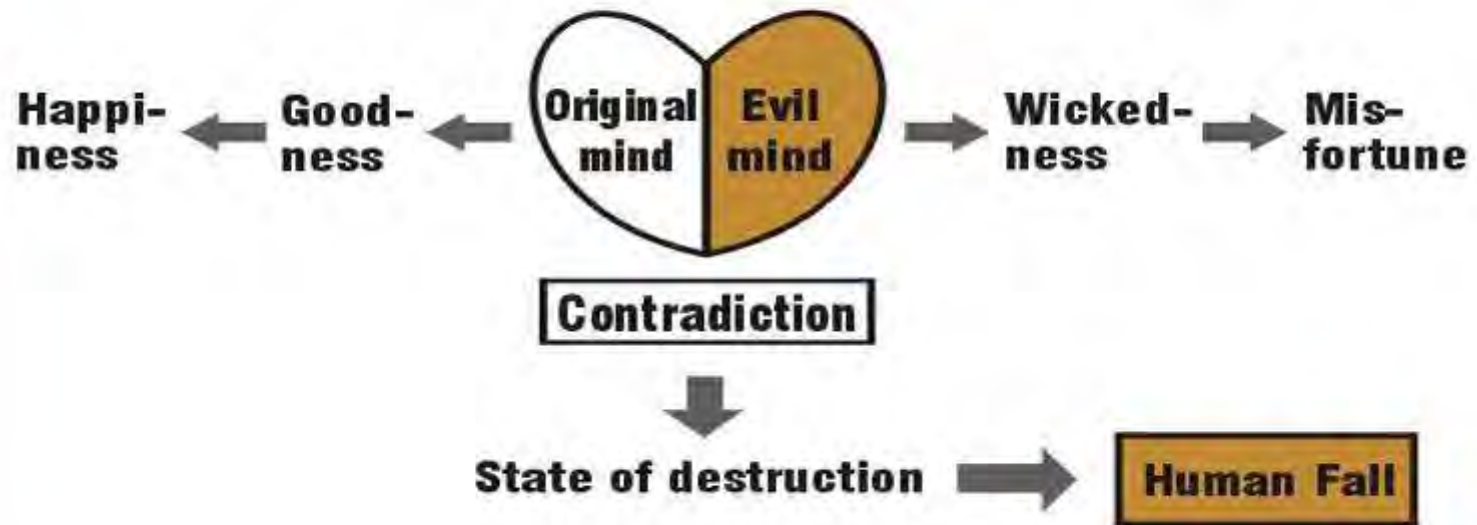 Happi-
ness
Good-
ness
Original
mind
Evil
mind
Wicked-
ness
Mis-
fortune
Contradiction
State of destruction
Human Fall